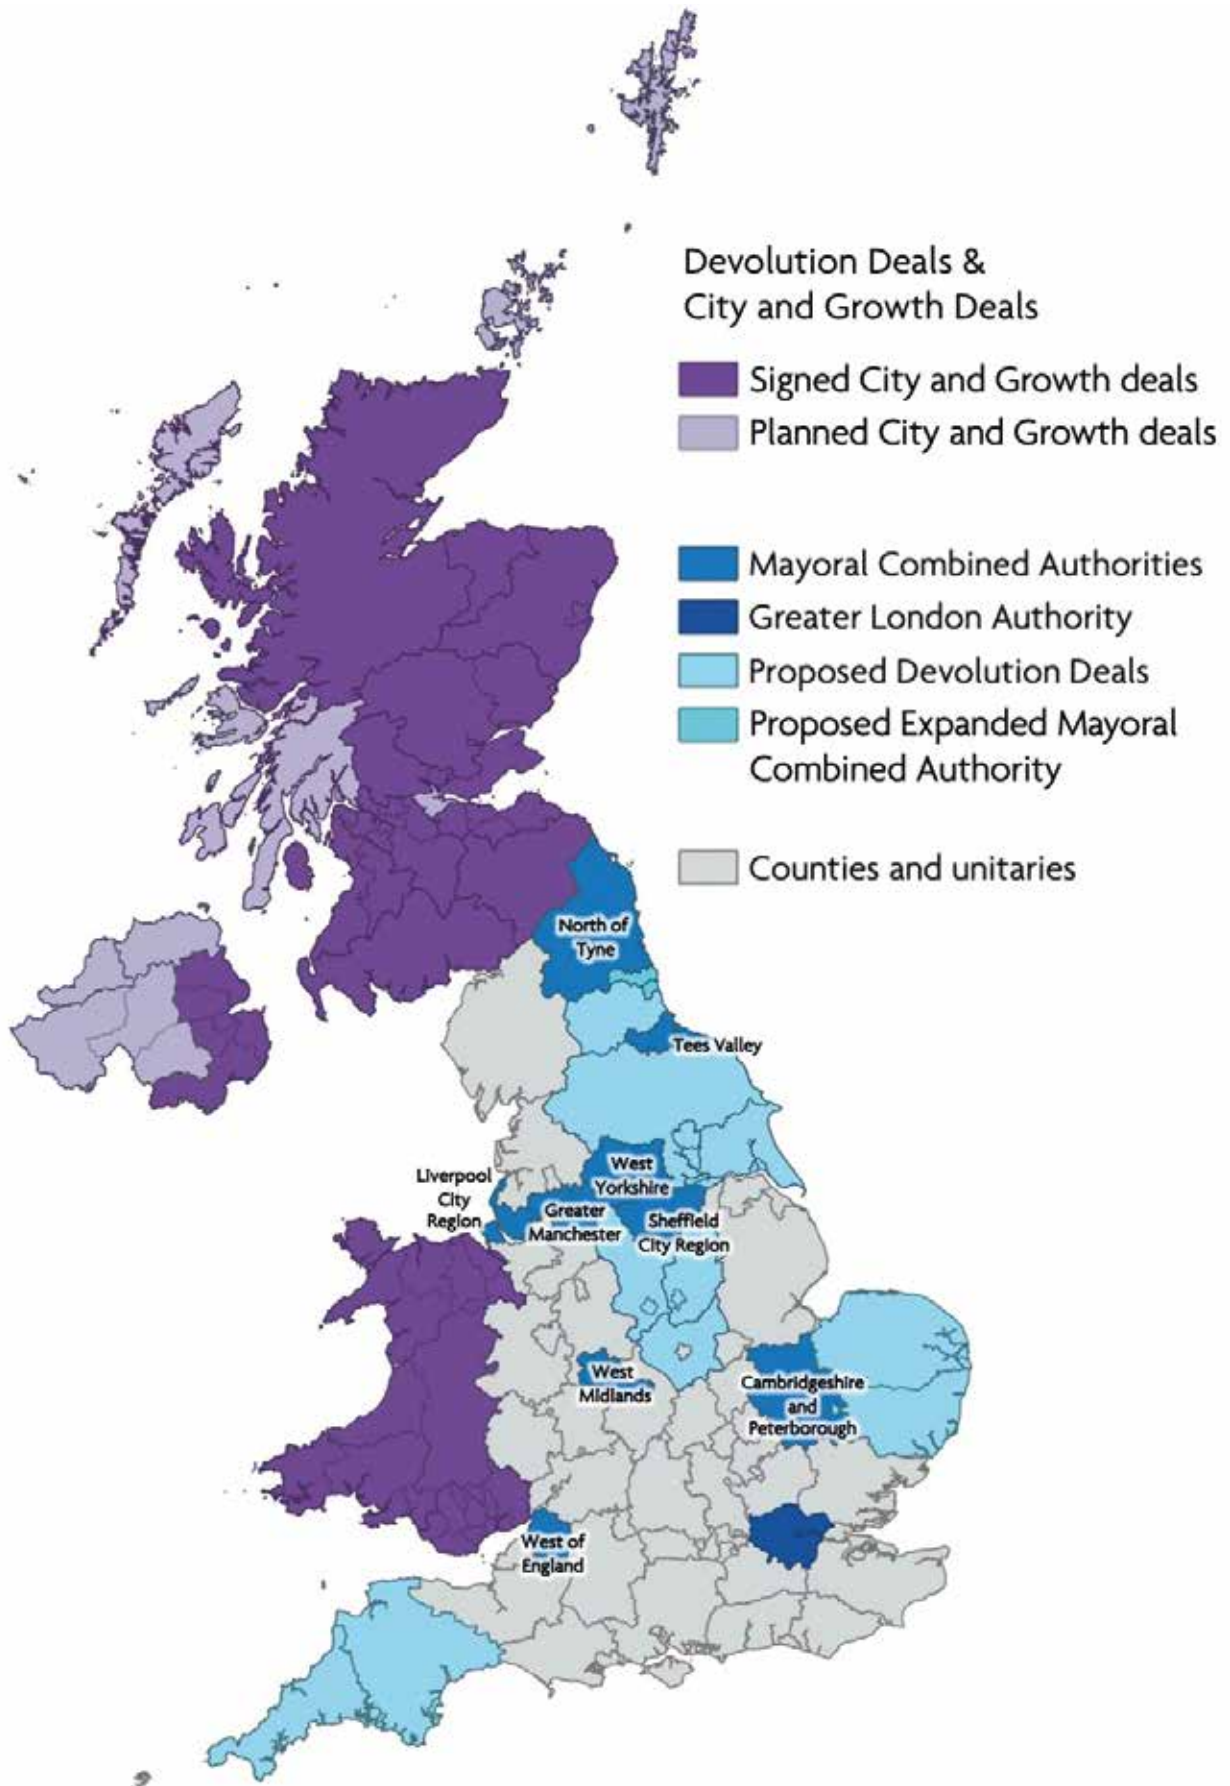 Devolution Deals &
City and Growth Deals
Signed City and Growth deals
Planned City and Growth deals
Mayoral Combined Authorities
Greater London Authority
Proposed Devolution Deals
Proposed Expanded Mayoral
Combined Authority
Counties and unitaries
North of
Tyne
Tees Valley
West
Yorkshire
Liverpool
City
Region
Greater
Manchester
Sheffield
City Region
West
Midlands
Cambridgeshire
and
Peterborough
West of
England